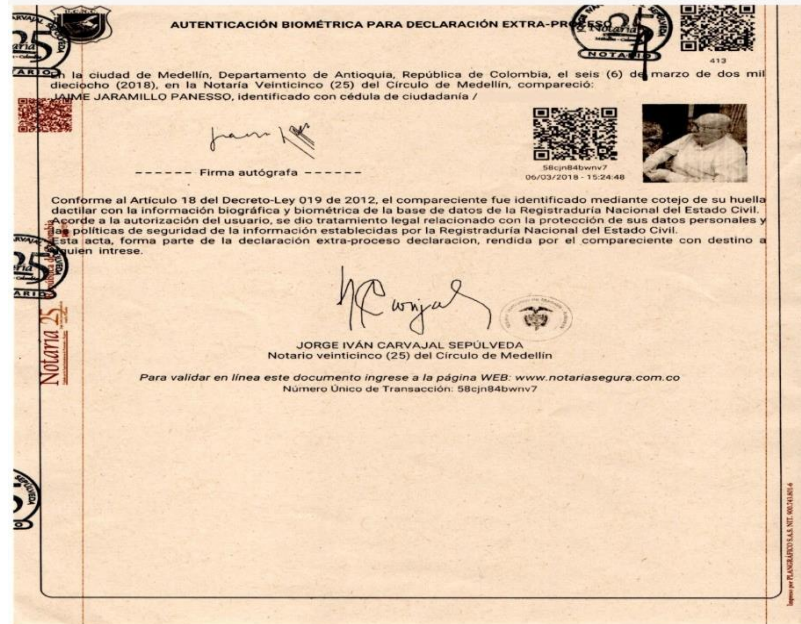 AUTENTICACIÓN BIOMÉTRICA PARA DECLARACIÓN EXTRA-PROCESO
Notaria
25
NOTARIO
413
En la ciudad de Medellín, Departamento de Antioquia, República de Colombia, el seis (6) de marzo de dos mil
dieciocho (2018), en la Notaría Veinticinco (25) del Círculo de Medellín, compareció:
JAIME JARAMILLO PANESSO, identificado con cédula de ciudadanía /
------ Firma autógrafa ------
58cjn84bwnv7
06/03/2018 - 15:24:48
Conforme al Artículo 18 del Decreto-Ley 019 de 2012, el compareciente fue identificado mediante cotejo de su huella
dactilar con la información biográfica y biométrica de la base de datos de la Registraduría Nacional del Estado Civil.
Acorde a la autorización del usuario, se dio tratamiento legal relacionado con la protección de sus datos personales y
las políticas de seguridad de la información establecidas por la Registraduría Nacional del Estado Civil.
Esta acta, forma parte de la declaración extra-proceso declaracion, rendida por el compareciente con destino a
quien intrese.
JORGE IVÁN CARVAJAL SEPÚLVEDA
Notario veinticinco (25) del Círculo de Medellín
Para validar en línea este documento ingrese a la página WEB: www.notariasegura.com.co
Número Único de Transacción: 58cjn84bwnv7
Notaria 25